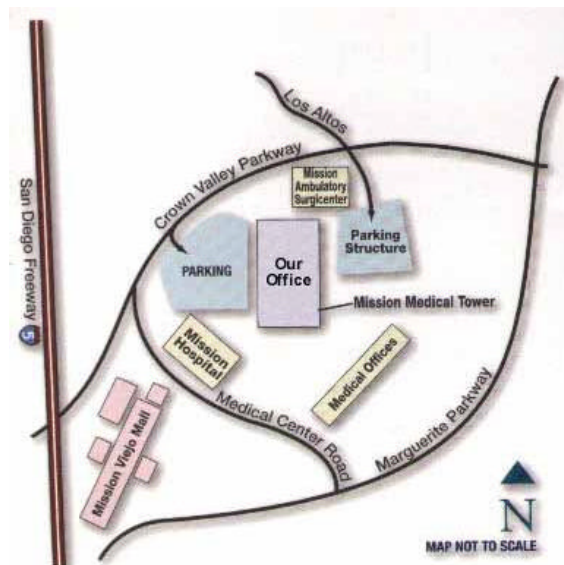 Los Altos
Crown Valley Parkway
Mission
Ambulatory
Surgicenter
San Diego Freeway
5
Parking
Structure
PARKING
Our
Office
Mission Medical Tower
Mission
Hospital
Medical Offices
Medical Center
Road
Marguerite Parkway
Mission Viejo Mall
N
MAP NOT TO SCALE